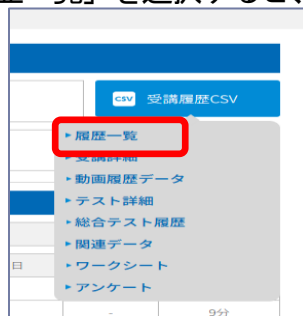 」を選択すると、
CSV 受講履歴CSV
▶履歴一覧
▶受講詳細
▶動画履歴データ
▶テスト詳細
▶総合テスト履歴
▶関連データ
日
▶ワークシート
▶アンケート
- 9分